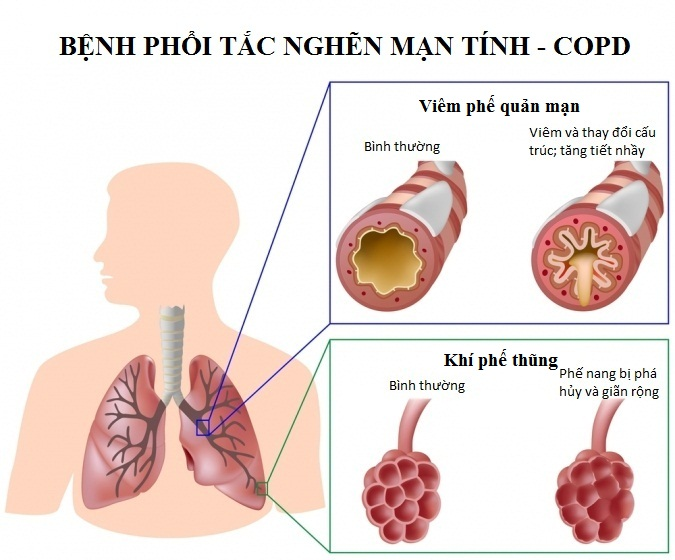 BỆNH PHỔI TẮC NGHẼN MẠN TÍNH - COPD
Viêm phế quản mạn
Bình thường
Viêm và thay đổi cấu
trúc; tăng tiết nhầy
Khí phế thũng
Bình thường
Phế nang bị phá
hủy và giãn rộng